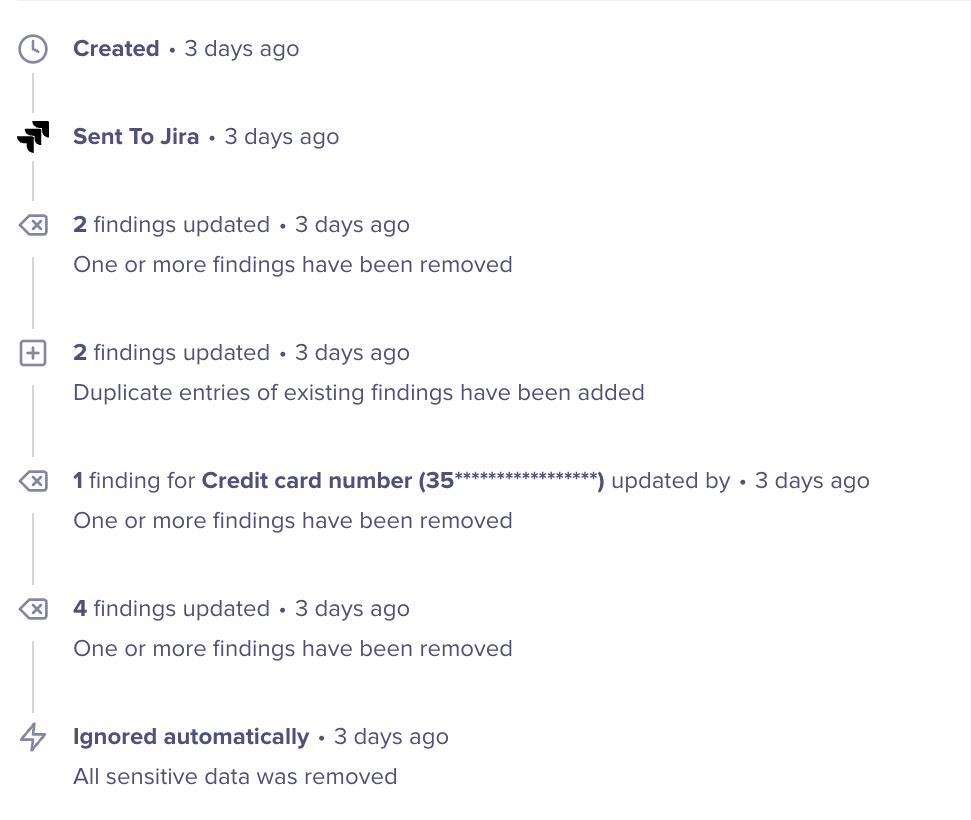 Created • 3 days ago
Sent To Jira • 3 days ago
2 findings updated • 3 days ago
One or more findings have been removed
2 findings updated • 3 days ago
Duplicate entries of existing findings have been added
1 finding for Credit card number (35*****************) updated by • 3 days ago
One or more findings have been removed
4 findings updated • 3 days ago
One or more findings have been removed
Ignored automatically • 3 days ago
All sensitive data was removed